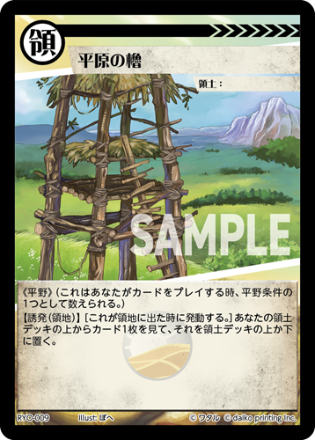 領
平原の櫓
領土：
SAMPLE
《平野》（これはあなたがカードをプレイする時、平野条件の
1つとして数えられる。）
【誘発（領地）】［これが領地に出た時に発動する。］あなたの領土
デッキの上からカード1枚を見て、それを領土デッキの上か下
に置く。
RYO-009
Illust. ぽへ
© ワタル © daiko printing.inc.